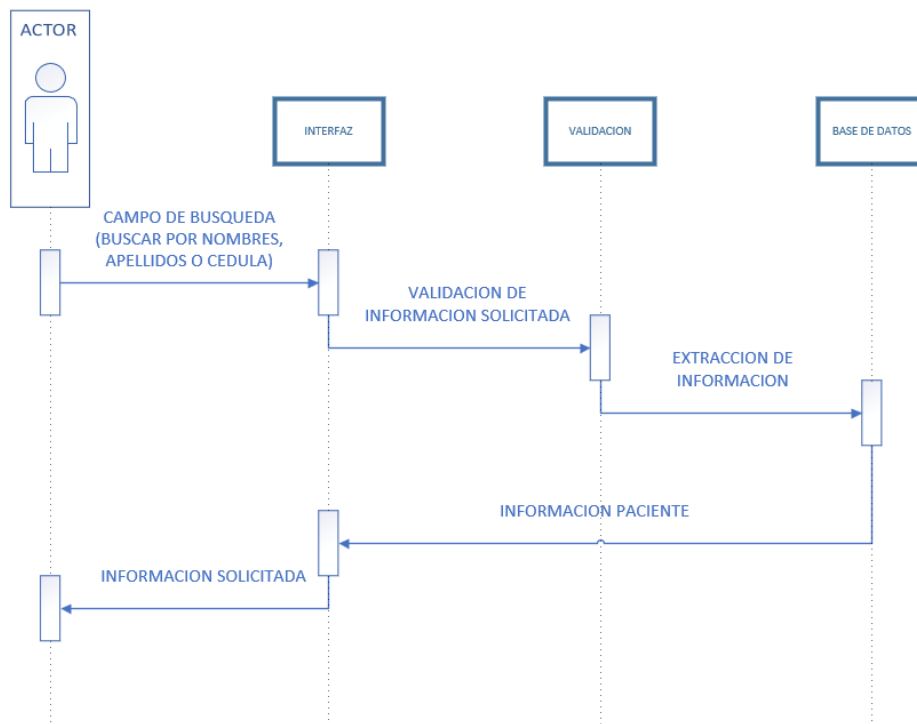 ACTOR
INTERFAZ
VALIDACION
BASE DE DATOS
CAMPO DE BUSQUEDA
(BUSCAR POR NOMBRES,
APELLIDOS O CEDULA)
VALIDACION DE
INFORMACION SOLICITADA
EXTRACCION DE
INFORMACION
INFORMACION PACIENTE
INFORMACION SOLICITADA